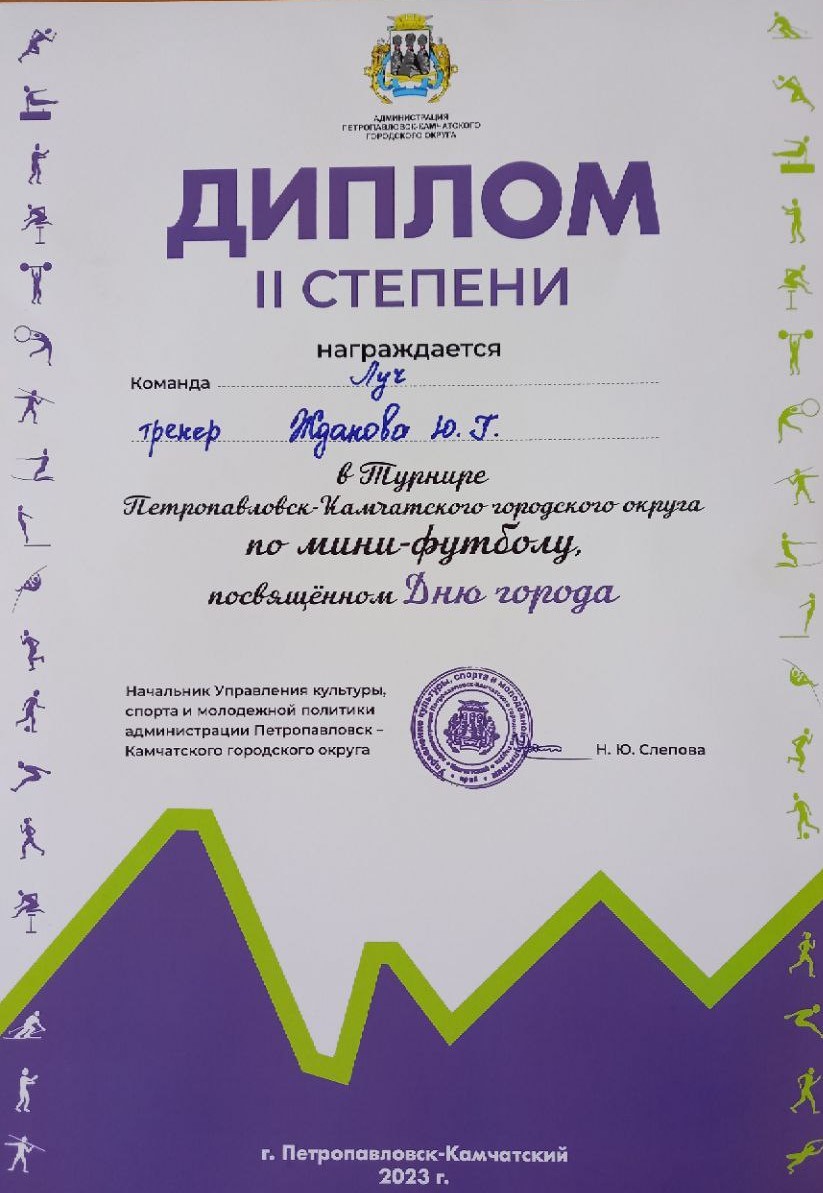 АДМИНИСТРАЦИЯ
ПЕТРОПАВЛОВСК-КАМЧАТСКОГО
ГОРОДСКОГО ОКРУГА
ДИПЛОМ
II СТЕПЕНИ
награждается
Команда Луч
тренер Жданова Ю. Г.
в Турнире
Петропавловск-Камчатского городского округа
по мини-футболу,
посвящённом Дню города
Начальник Управления культуры,
спорта и молодежной политики
администрации Петропавловск –
Камчатского городского округа
Управление культуры, спорта и молодежной политики
Н. Ю. Слепова
г. Петропавловск-Камчатский
2023 г.